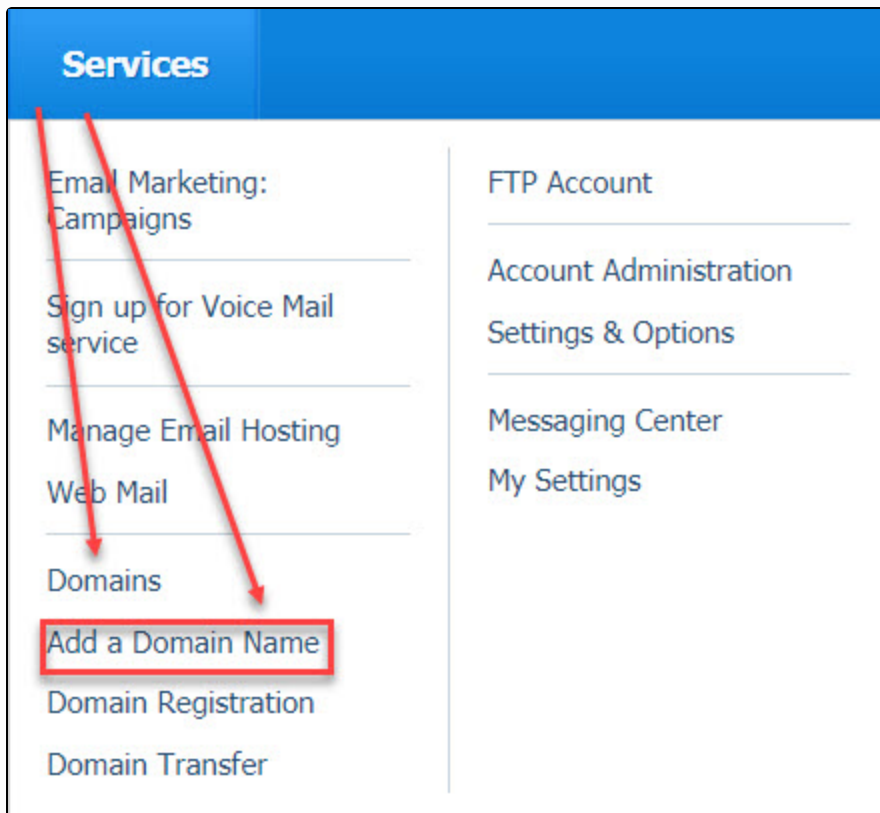 Services
Email Marketing:
Campaigns
Sign up for Voice Mail
service
Manage Email Hosting
Web Mail
Domains
Add a Domain Name
Domain Registration
Domain Transfer
FTP Account
Account Administration
Settings & Options
Messaging Center
My Settings